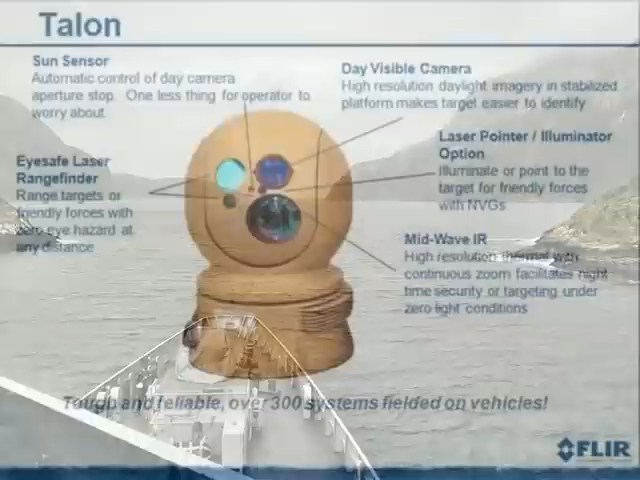 Talon
Sun Sensor
Automatic control of day camera
aperture stop. One less thing for operator to
worry about.
Day Visible Camera
High resolution daylight imagery in stabilized
platform makes target easier to identify
Laser Pointer / Illuminator
Option
Illuminate or point to the
target for friendly forces
with NVGs
Eyesafe Laser
Rangefinder
Range targets or
friendly forces with
zero eye hazard at
any distance
Mid-Wave IR
High resolution thermal with
continuous zoom facilitates night
time security or targeting under
zero light conditions
Tough and reliable, over 300 systems fielded on vehicles!
FLIR